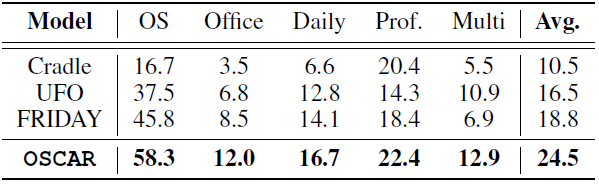 Model OS Office Daily Prof. Multi Avg.
Cradle 16.7 3.5 6.6 20.4 5.5 10.5
UFO 37.5 6.8 12.8 14.3 10.9 16.5
FRIDAY 45.8 8.5 14.1 18.4 6.9 18.8
OSCAR 58.3 12.0 16.7 22.4 12.9 24.5